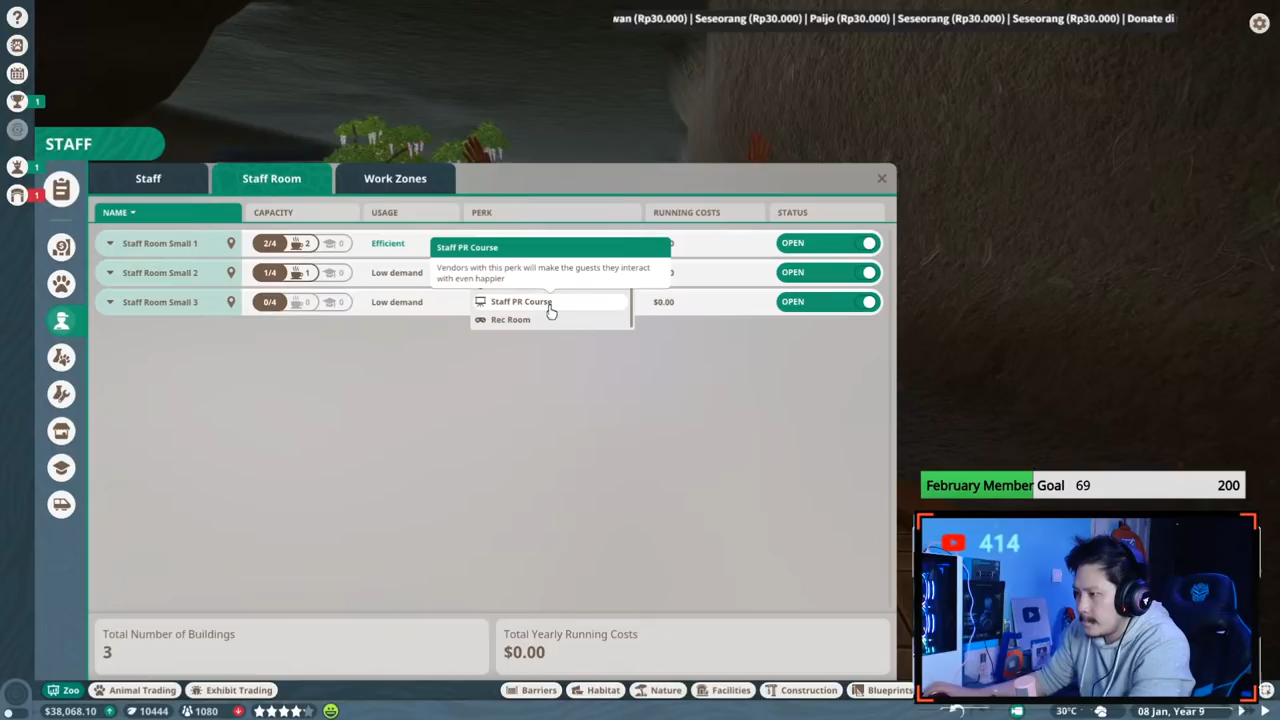 wan (Rp30.000) | Seseorang (Rp30.000) | Paijo (Rp30.000) | Seseorang (Rp30.000) | Seseorang (Rp30.000) | Donate di
?
1
1
1
STAFF
Staff
Staff Room
Work Zones
NAME
CAPACITY
USAGE
PERK
RUNNING COSTS
STATUS
Staff Room Small 1
2/4
2
0
Efficient
OPEN
Staff PR Course
Vendors with this perk will make the guests they interact
with even happier
Staff Room Small 2
1/4
1
0
Low demand
OPEN
Staff Room Small 3
0/4
0
0
Low demand
Staff PR Course
$0.00
OPEN
Rec Room
February Member Goal 69
200
414
Total Number of Buildings
3
Total Yearly Running Costs
$0.00
Zoo
Animal Trading
Exhibit Trading
Barriers
Habitat
Nature
Facilities
Construction
Blueprints
$38,068.10
10444
1080
30°C
08 Jan, Year 9